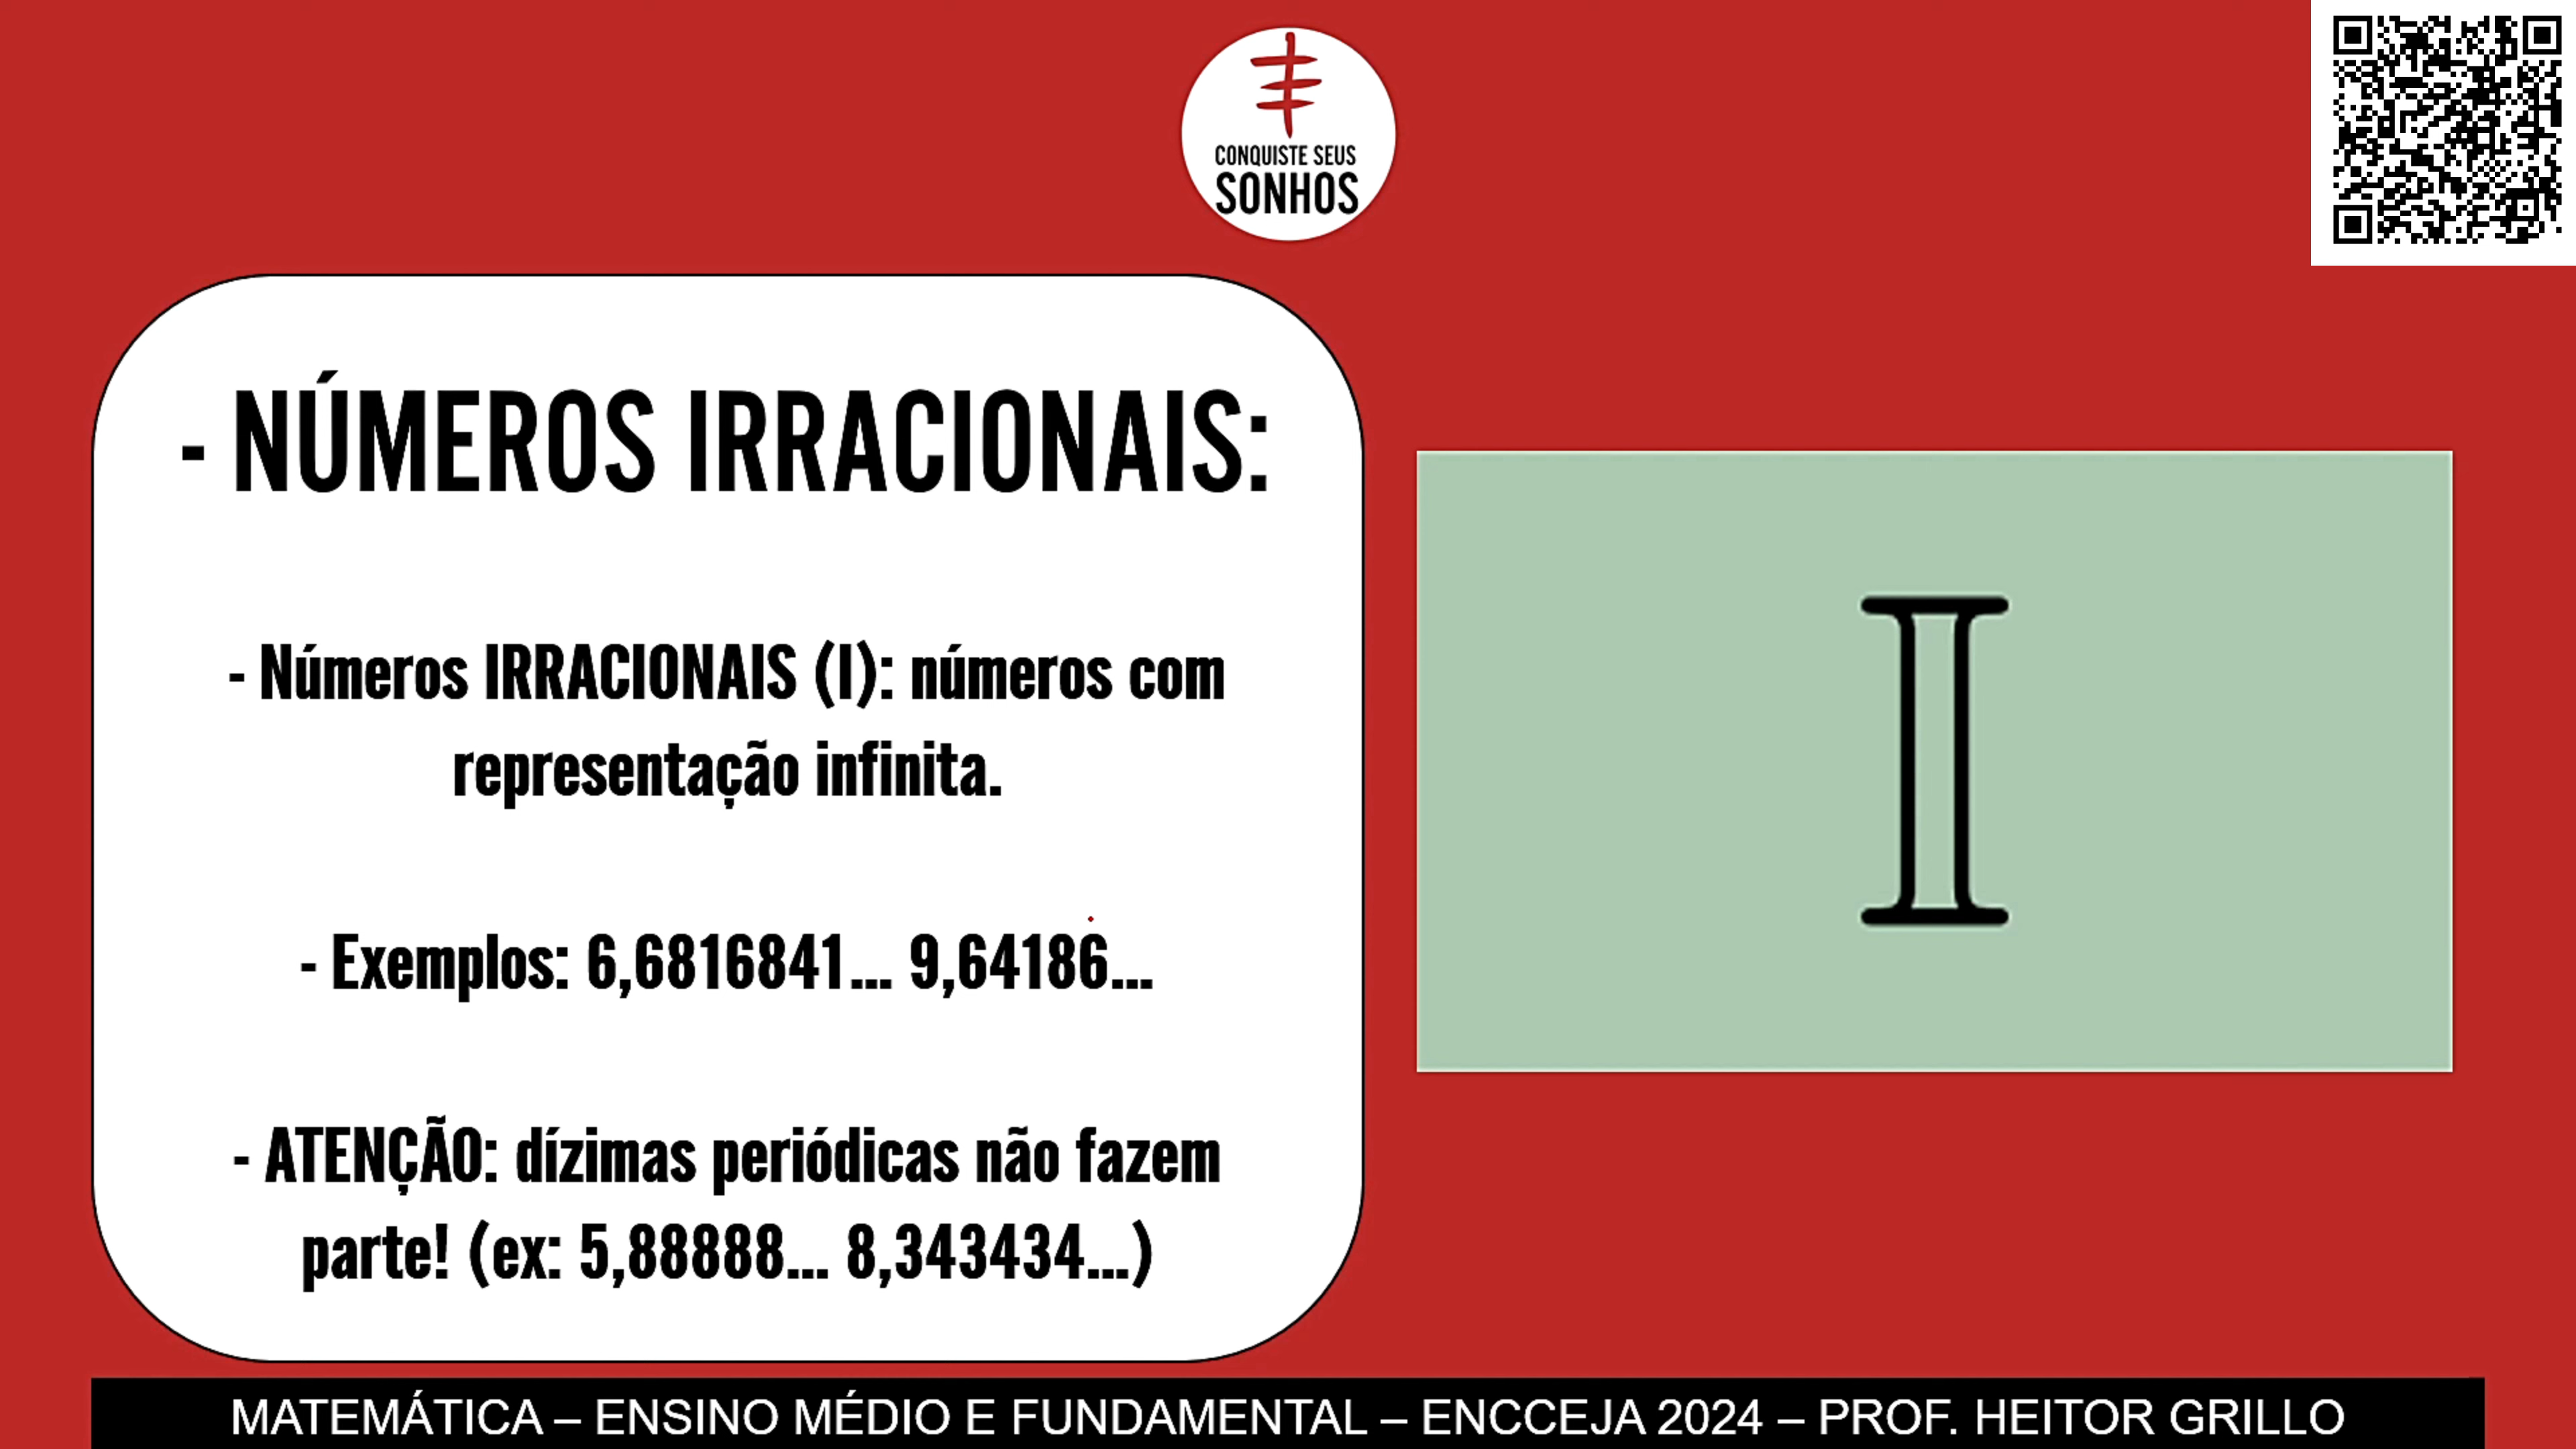 CONQUISTE SEUS
SONHOS
- NÚMEROS IRRACIONAIS:
- Números IRRACIONAIS (I): números com
representação infinita.
- Exemplos: 6,6816841... 9,64186...
- ATENÇÃO: dízimas periódicas não fazem
parte! (ex: 5,88888... 8,343434...)
𝕀
MATEMÁTICA – ENSINO MÉDIO E FUNDAMENTAL – ENCCEJA 2024 – PROF. HEITOR GRILLO